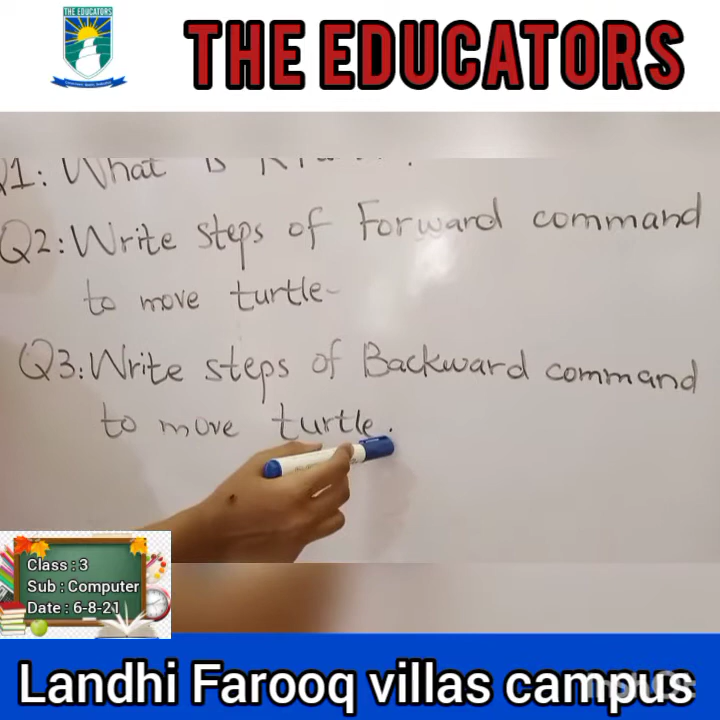 THE EDUCATORS
THE EDUCATORS
Q1: What is
Q2: Write steps of Forward command
to move turtle-
Q3: Write steps of Backward command
to move turtle.
Class : 3
Sub : Computer
Date : 6-8-21
Landhi Farooq villas campus